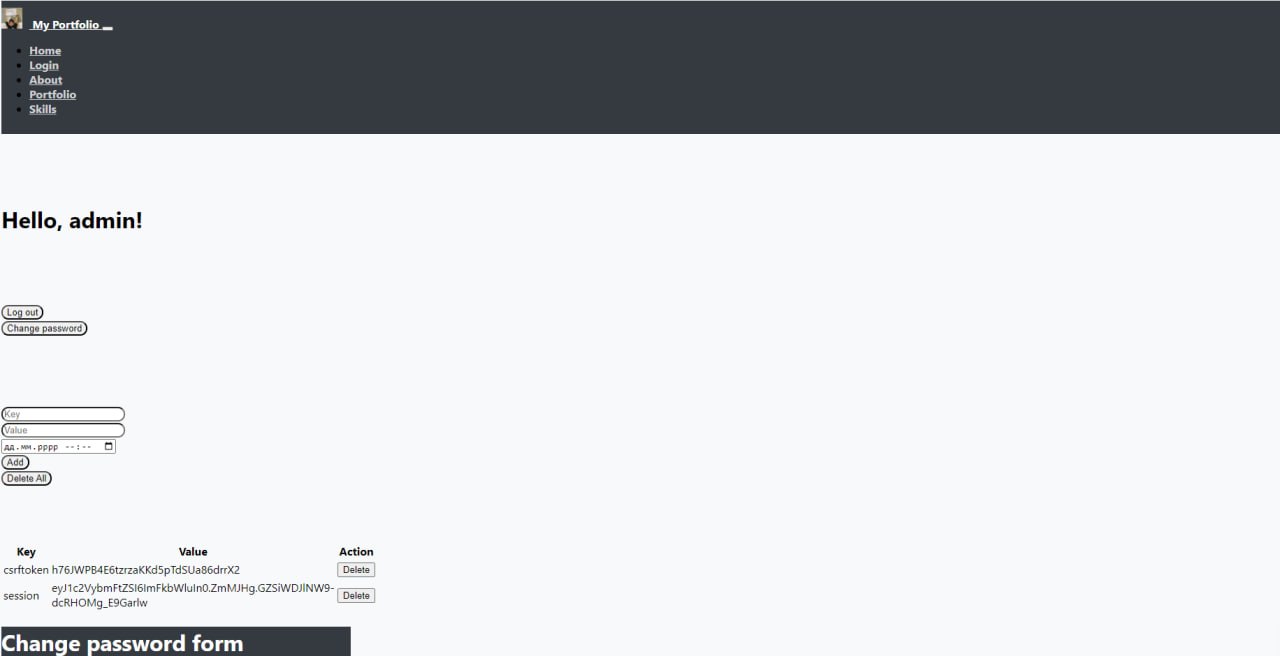 My Portfolio
Home
Login
About
Portfolio
Skills
Hello, admin!
Log out
Change password
Key
Value
дд.мм.рррр --:--
Add
Delete All
Key Value Action
csrftoken h76JWPB4E6tzrzaKKd5pTdSUa86drrX2 Delete
eyJ1c2VybmFtZSI6ImFkbWluIn0.ZmMJHg.GZSiWDJlNW9-
session Delete
dcRHOMg_E9Garlw
Change password form